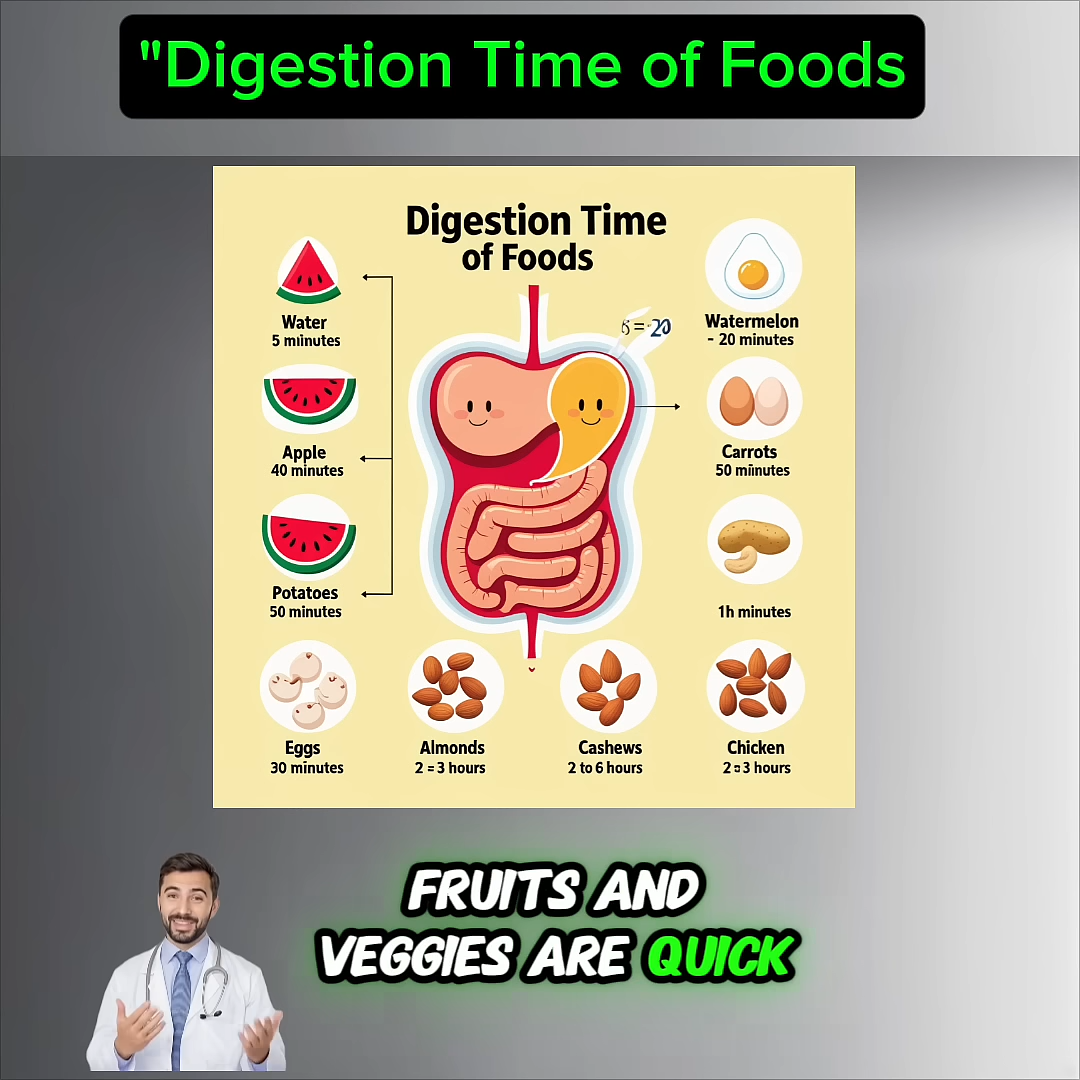 "Digestion Time of Foods
Digestion Time
of Foods
Water
5 minutes
Apple
40 minutes
Potatoes
50 minutes
6 = 20
Watermelon
- 20 minutes
Carrots
50 minutes
1h minutes
Eggs
30 minutes
Almonds
2 = 3 hours
Cashews
2 to 6 hours
Chicken
2 ¤ 3 hours
FRUITS AND
VEGGIES ARE QUICK